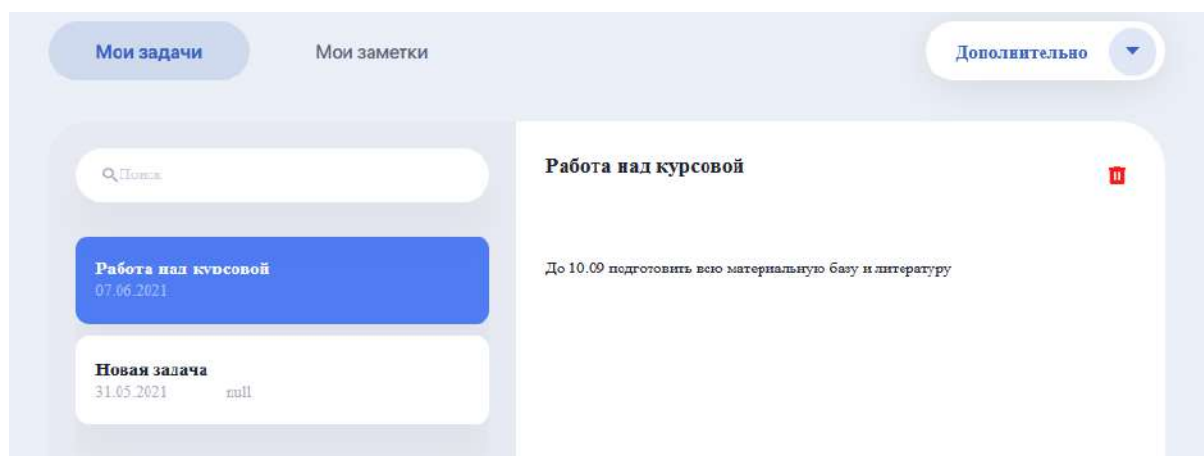 Мои задачи
Мои заметки
Дополнительно
Поиск
Работа над курсовой
07.06.2021
Новая задача
31.05.2021 null
Работа над курсовой
До 10.09 подготовить всю материальную базу и литературу